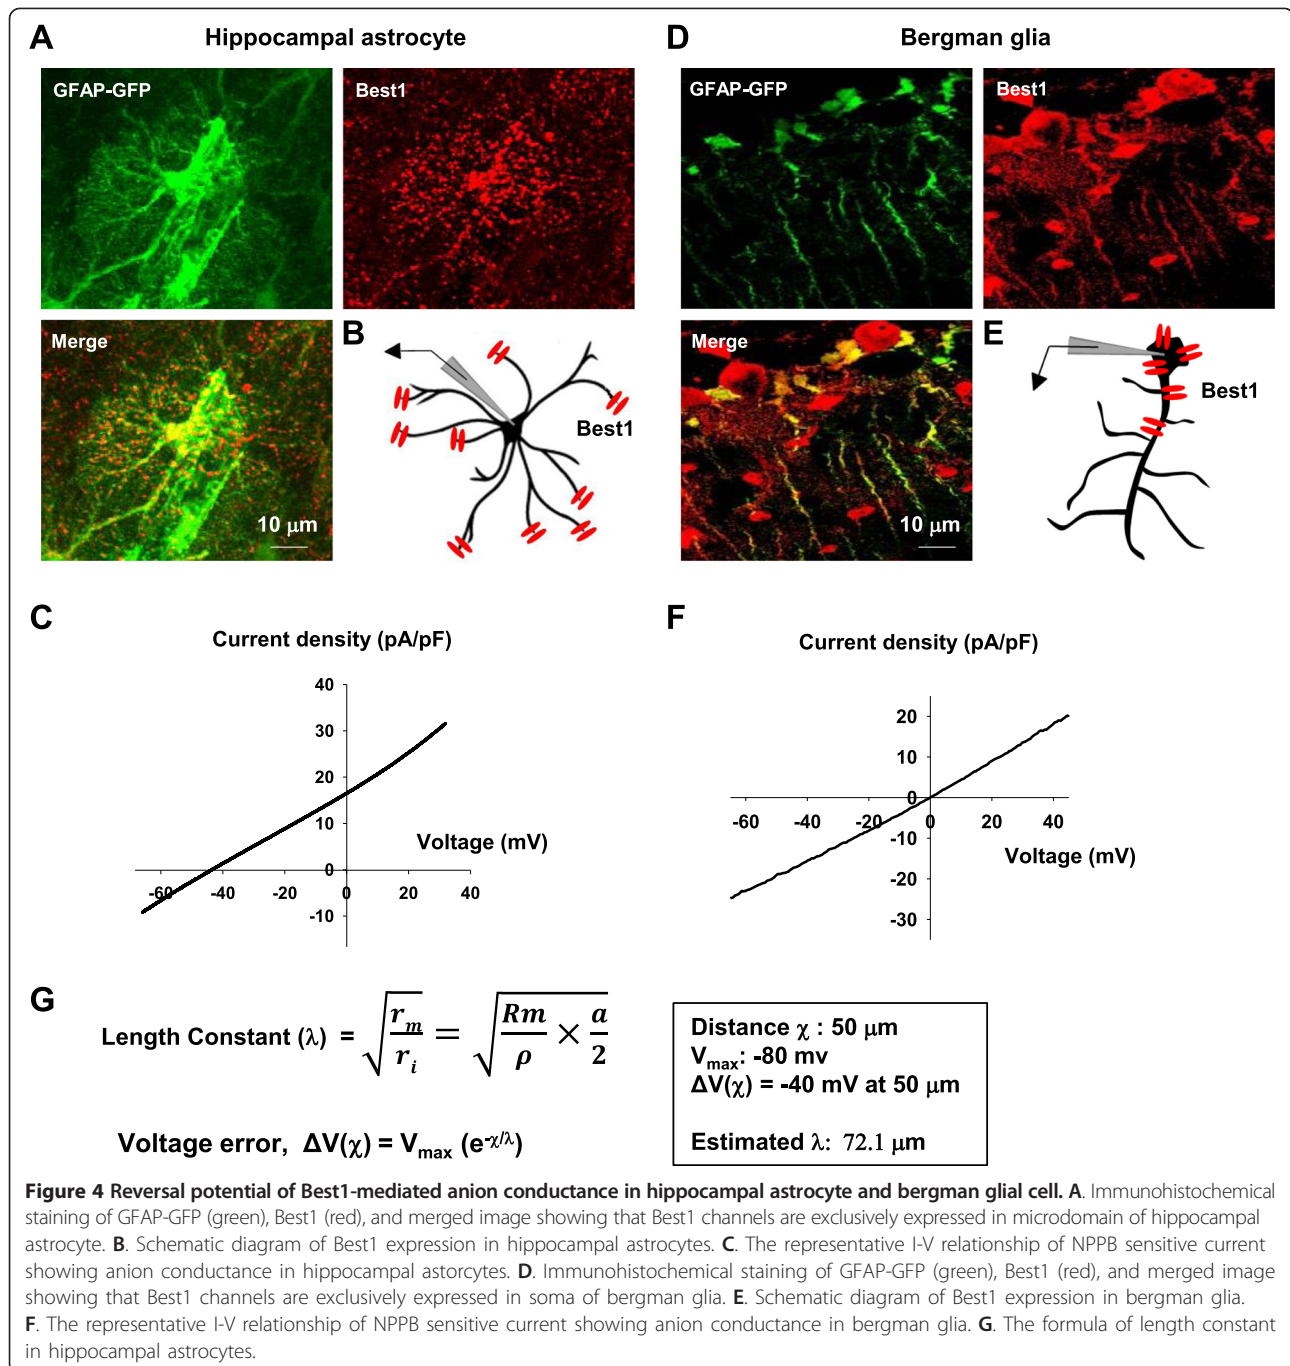 A Hippocampal astrocyte
GFAP-GFP
Best1
Merge
10 μm
B
Best1
D Bergman glia
GFAP-GFP
Best1
Merge
10 μm
E
Best1
C
Current density (pA/pF)
40
30
20
10
0
-10
-60 -40 -20 0 20 40
Voltage (mV)
F
Current density (pA/pF)
20
10
0
-10
-20
-30
-60 -40 -20 0 20 40
Voltage (mV)
G
Length Constant (λ) = √(r_m/r_i) = √(Rm/ρ × a/2)
Voltage error, ΔV(χ) = V_max (e^-χ/λ)
Distance χ : 50 μm
V_max: -80 mv
ΔV(χ) = -40 mV at 50 μm
Estimated λ: 72.1 μm
Figure 4 Reversal potential of Best1-mediated anion conductance in hippocampal astrocyte and bergman glial cell. A. Immunohistochemical
staining of GFAP-GFP (green), Best1 (red), and merged image showing that Best1 channels are exclusively expressed in microdomain of hippocampal
astrocyte. B. Schematic diagram of Best1 expression in hippocampal astrocytes. C. The representative I-V relationship of NPPB sensitive current
showing anion conductance in hippocampal astorcytes. D. Immunohistochemical staining of GFAP-GFP (green), Best1 (red), and merged image
showing that Best1 channels are exclusively expressed in soma of bergman glia. E. Schematic diagram of Best1 expression in bergman glia.
F. The representative I-V relationship of NPPB sensitive current showing anion conductance in bergman glia. G. The formula of length constant
in hippocampal astrocytes.